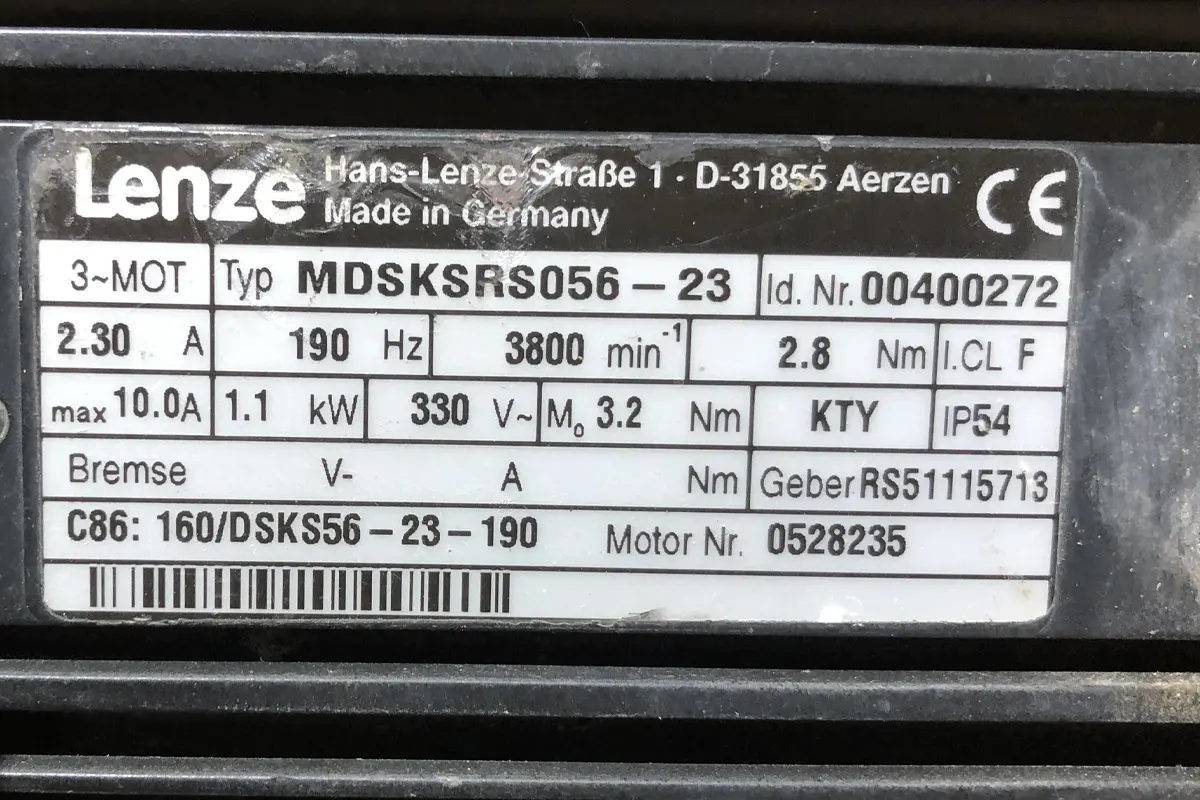 Lenze Hans-Lenze-Straße 1 · D-31855 Aerzen CE
Made in Germany
3~MOT Typ MDSKSRS056-23 Id. Nr. 00400272
2.30 A 190 Hz 3800 min-1 2.8 Nm I.CL F
max 10.0A 1.1 kW 330 V~ Mo 3.2 Nm KTY IP54
Bremse V- A Nm Geber RS51115713
C86: 160/DSKS56-23-190 Motor Nr. 0528235